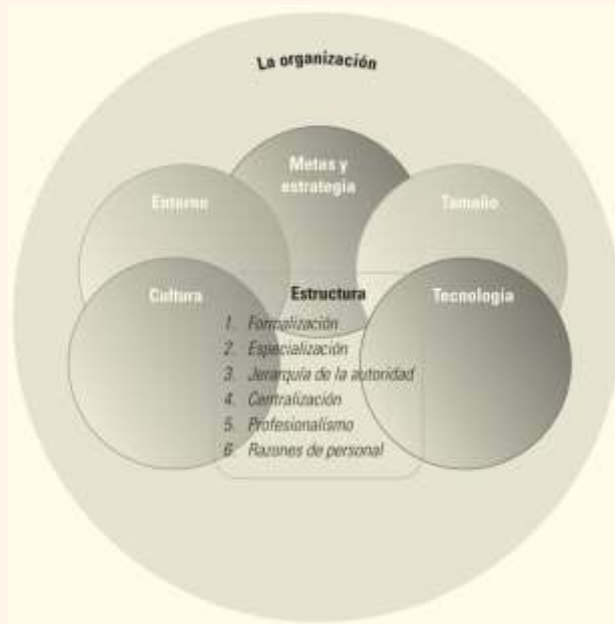 La organización
Metas y
estrategia
Entorno
Tamaño
Cultura
Estructura
Tecnología
1. Formalización
2. Especialización
3. Jerarquía de la autoridad
4. Centralización
5. Profesionalismo
6. Razones de personal